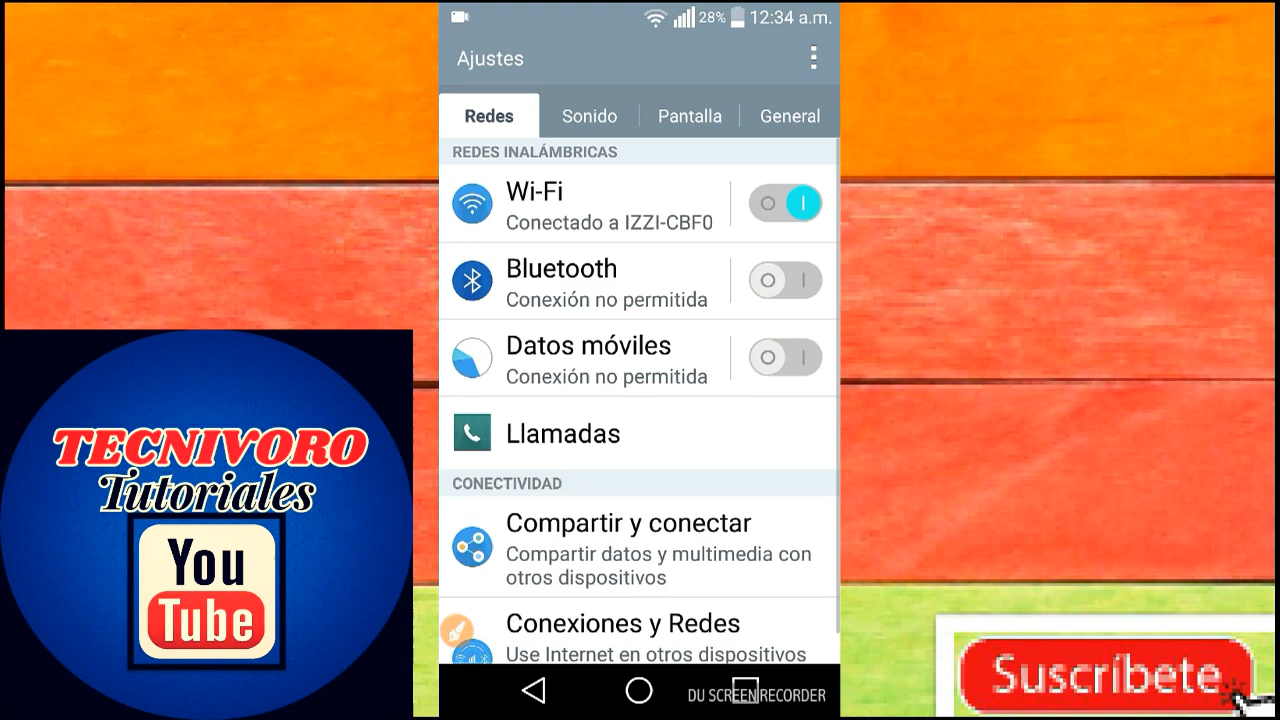 28% 12:34 a.m.
Ajustes
Redes Sonido Pantalla General
REDES INALÁMBRICAS
Wi-Fi
Conectado a IZZI-CBF0
Bluetooth
Conexión no permitida
Datos móviles
Conexión no permitida
Llamadas
CONECTIVIDAD
Compartir y conectar
Compartir datos y multimedia con
otros dispositivos
Conexiones y Redes
Use Internet en otros dispositivos
DU SCREEN RECORDER
TECNIVORO
Tutoriales
You
Tube
Suscríbete